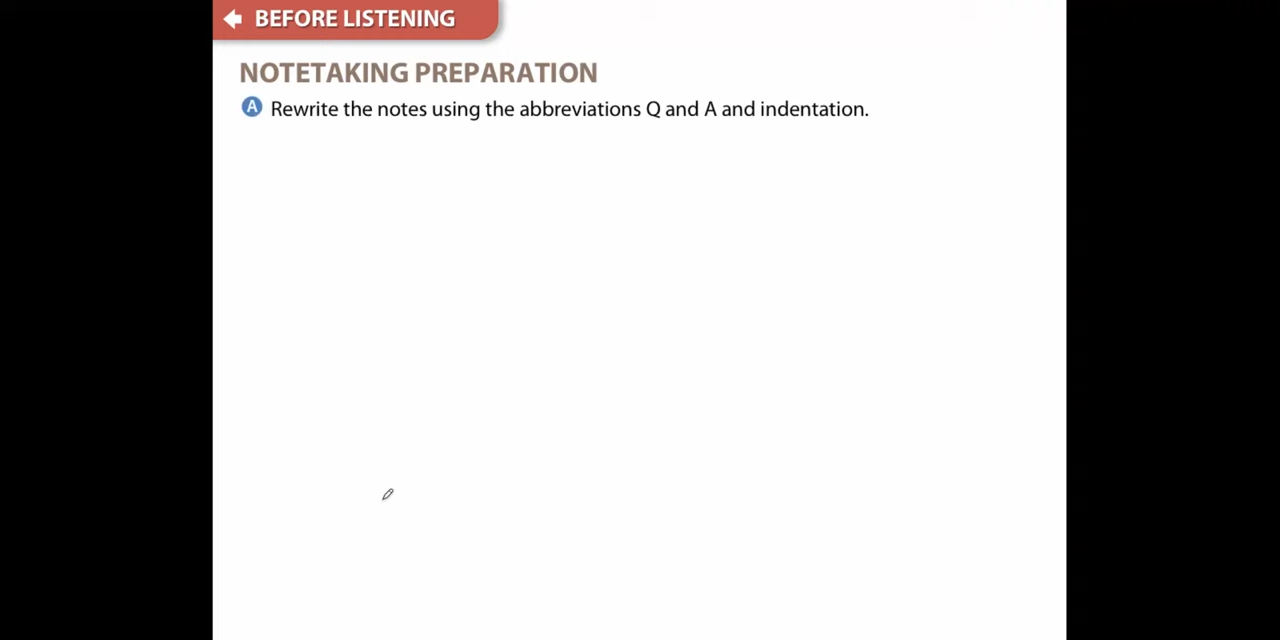 BEFORE LISTENING
NOTETAKING PREPARATION
A Rewrite the notes using the abbreviations Q and A and indentation.